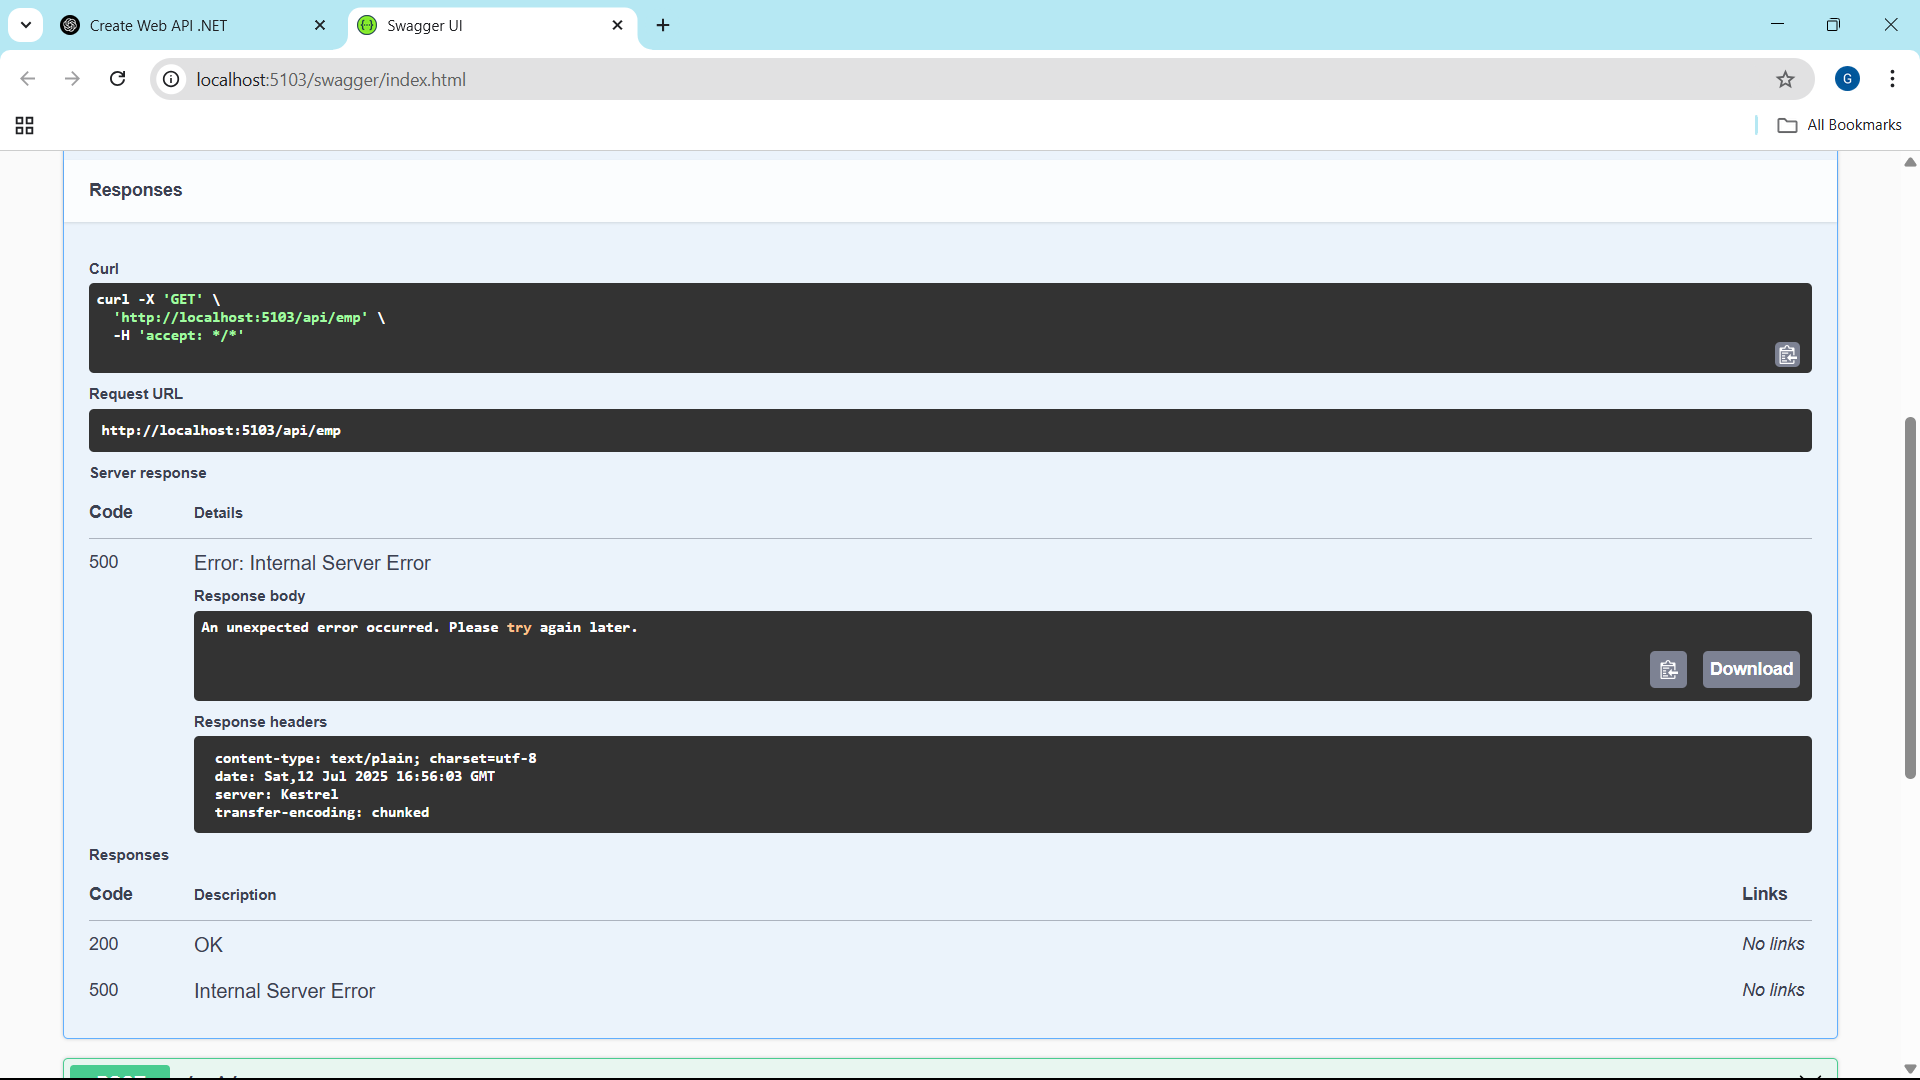 Create Web API .NET
Swagger UI
localhost:5103/swagger/index.html
G
All Bookmarks
Responses
Curl
curl -X 'GET' \
'http://localhost:5103/api/emp' \
-H 'accept: */*'
Request URL
http://localhost:5103/api/emp
Server response
Code Details
500 Error: Internal Server Error
Response body
An unexpected error occurred. Please try again later.
Download
Response headers
content-type: text/plain; charset=utf-8
date: Sat,12 Jul 2025 16:56:03 GMT
server: Kestrel
transfer-encoding: chunked
Responses
Code Description Links
200 OK No links
500 Internal Server Error No links